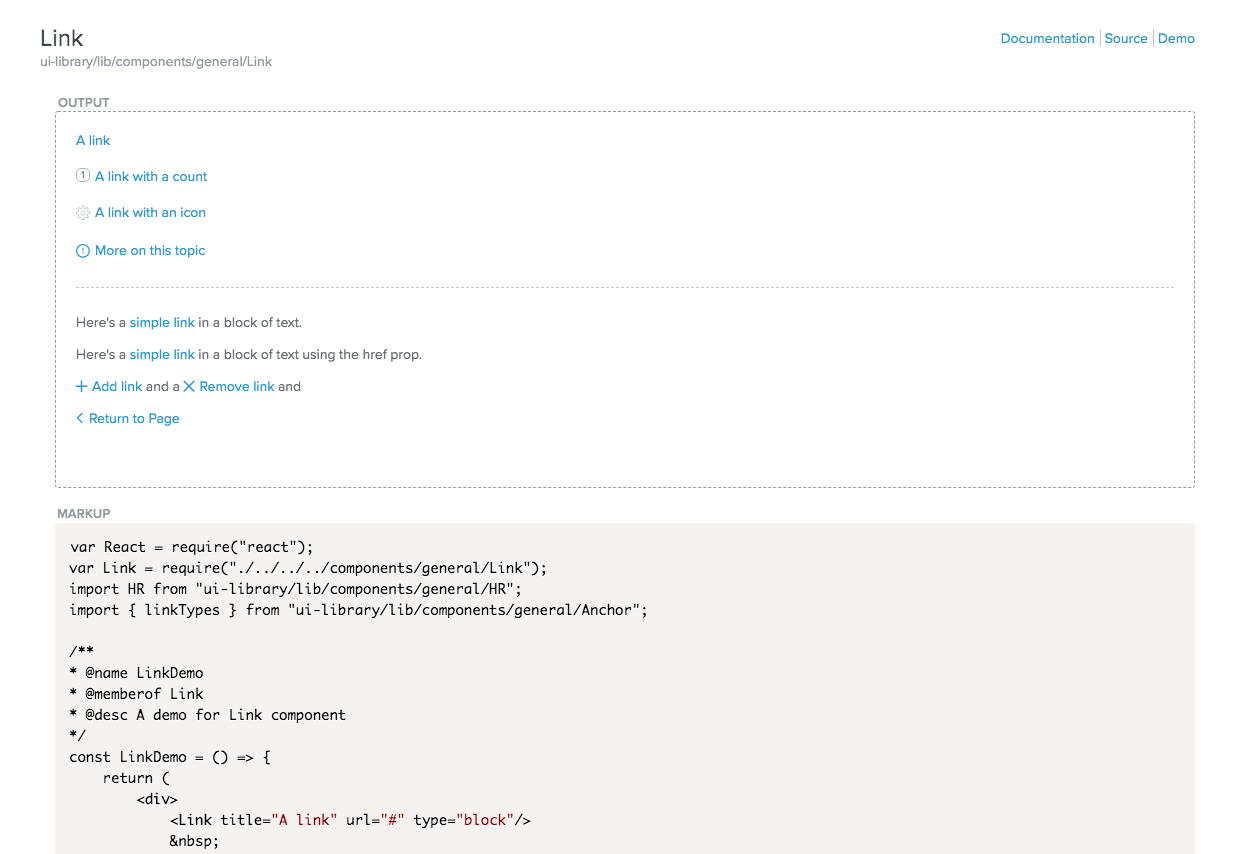 Link
Documentation Source Demo
ui-library/lib/components/general/Link
OUTPUT
A link
1 A link with a count
A link with an icon
More on this topic
Here's a simple link in a block of text.
Here's a simple link in a block of text using the href prop.
Add link and a Remove link and
Return to Page
MARKUP
var React = require("react");
var Link = require("./../../../components/general/Link");
import HR from "ui-library/lib/components/general/HR";
import { linkTypes } from "ui-library/lib/components/general/Anchor";
/**
* @name LinkDemo
* @memberof Link
* @desc A demo for Link component
*/
const LinkDemo = () => {
return (
<div>
<Link title="A link" url="#" type="block"/>
&nbsp;